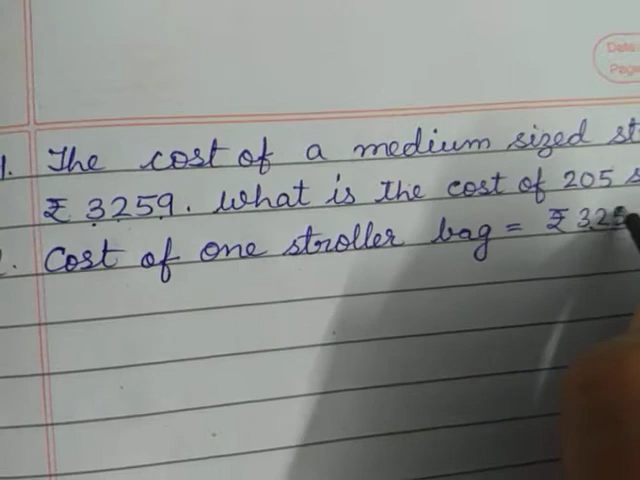 Date
Page
1. The cost of a medium sized
₹ 3259. What is the cost of 205
Cost of one stroller bag = ₹ 325